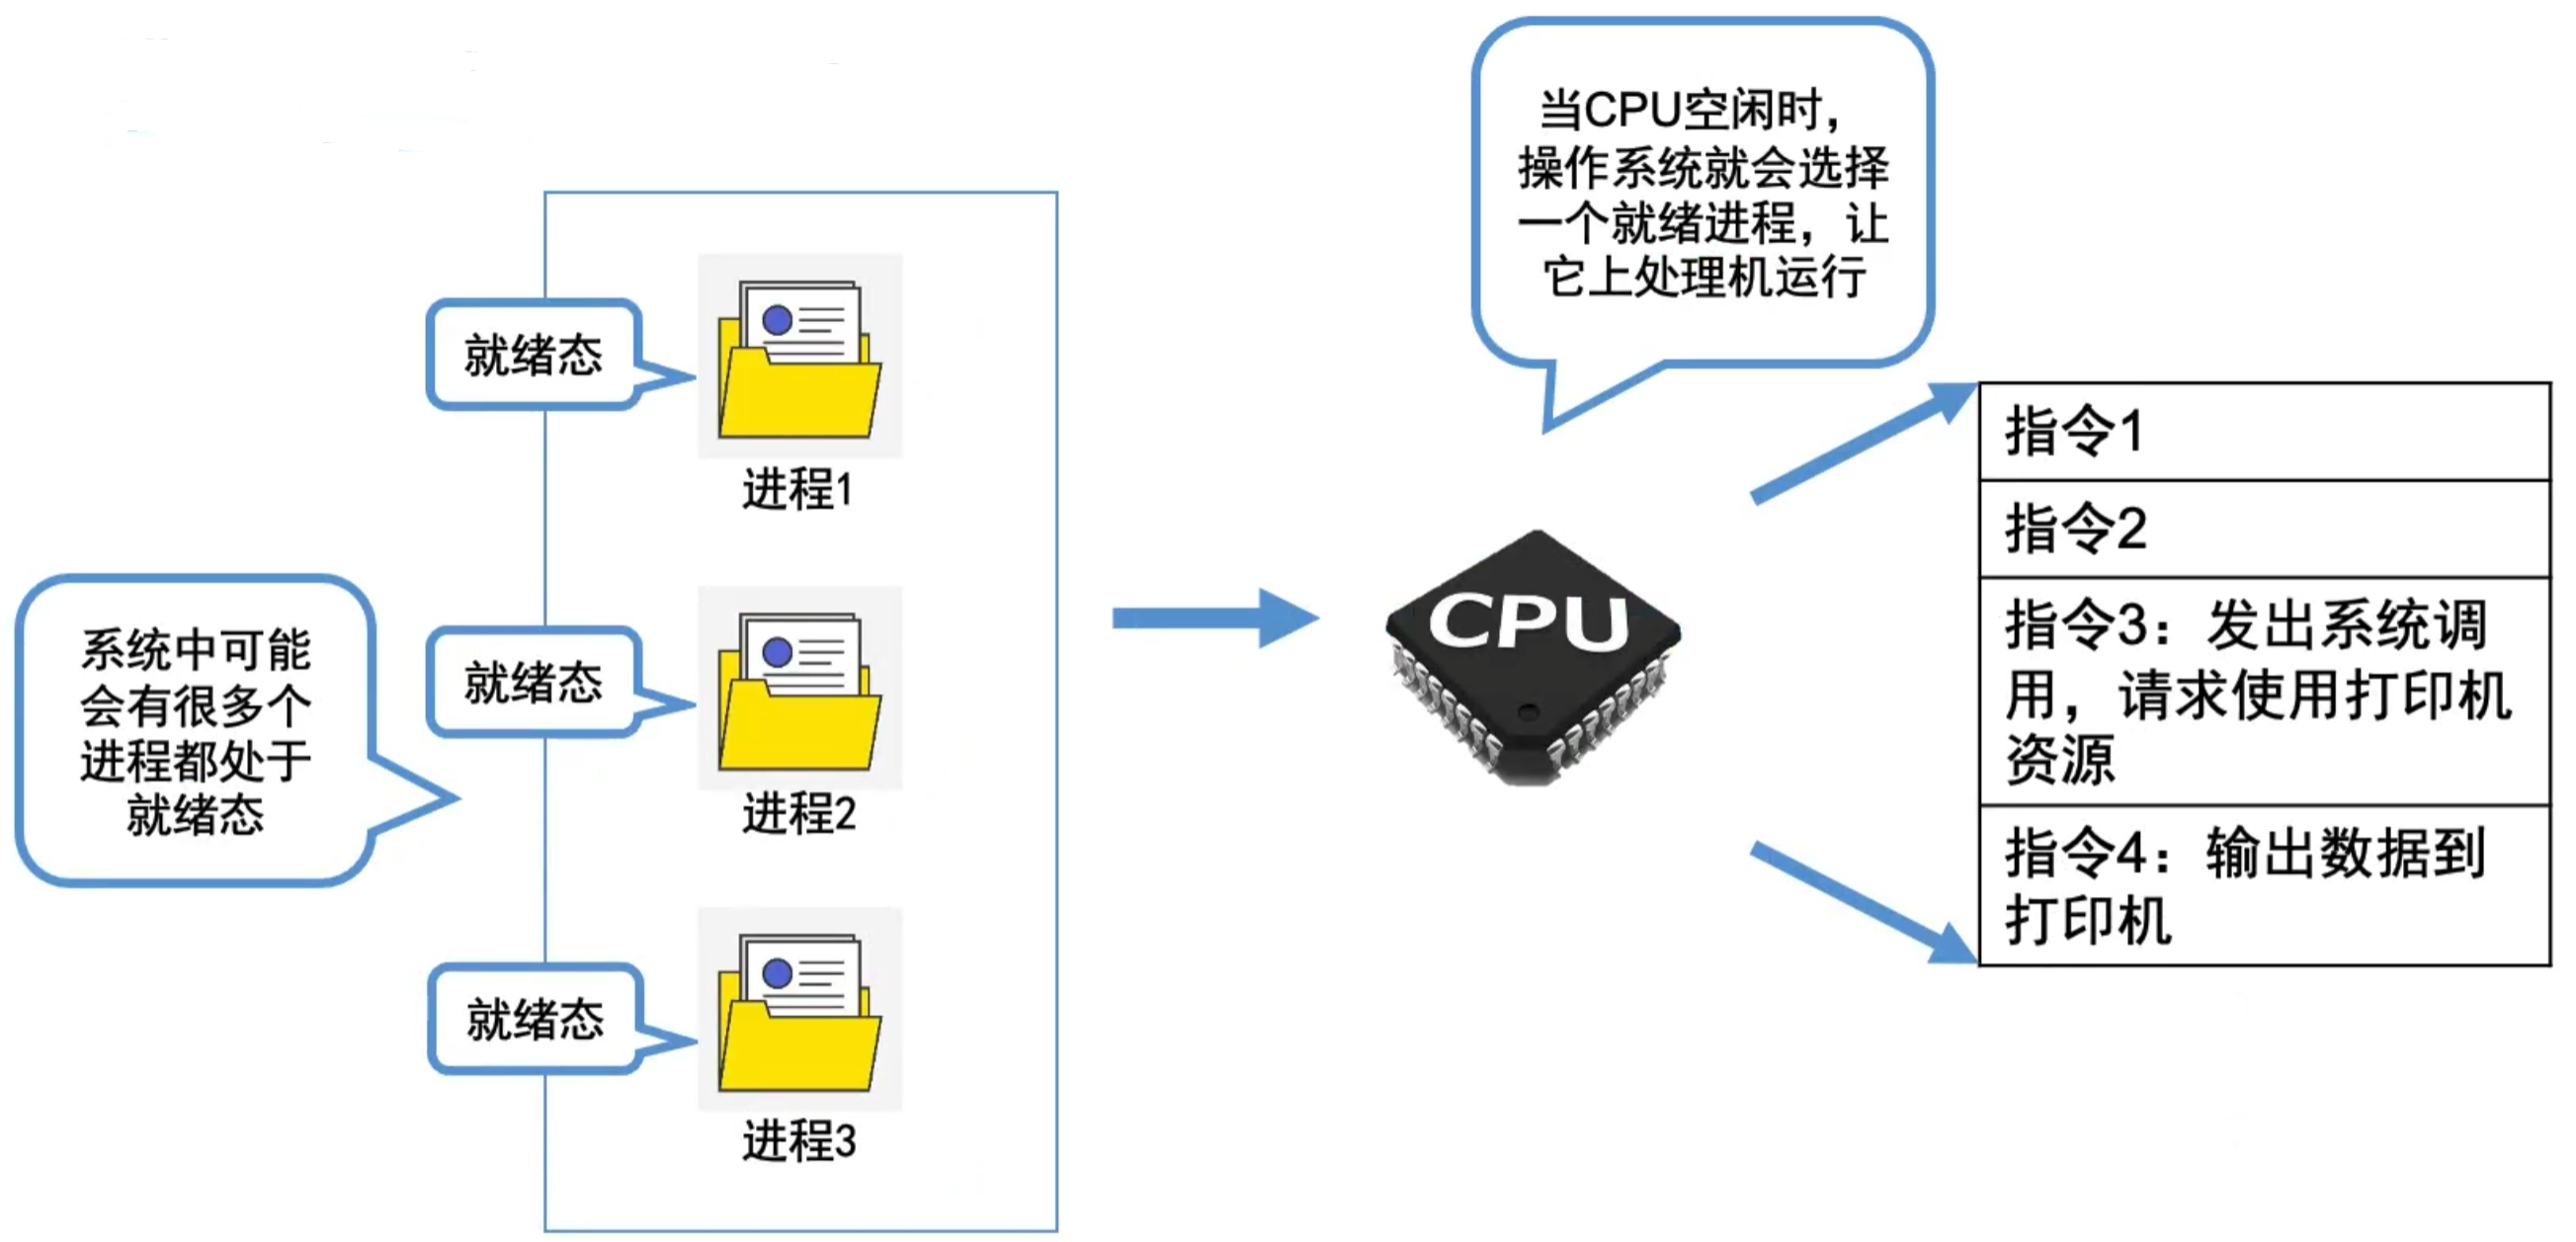 系统中可能
会有很多个
进程都处于
就绪态
就绪态
进程1
就绪态
进程2
就绪态
进程3
当CPU空闲时，
操作系统就会选择
一个就绪进程，让
它上处理机运行
CPU
指令1
指令2
指令3：发出系统调
用，请求使用打印机
资源
指令4：输出数据到
打印机